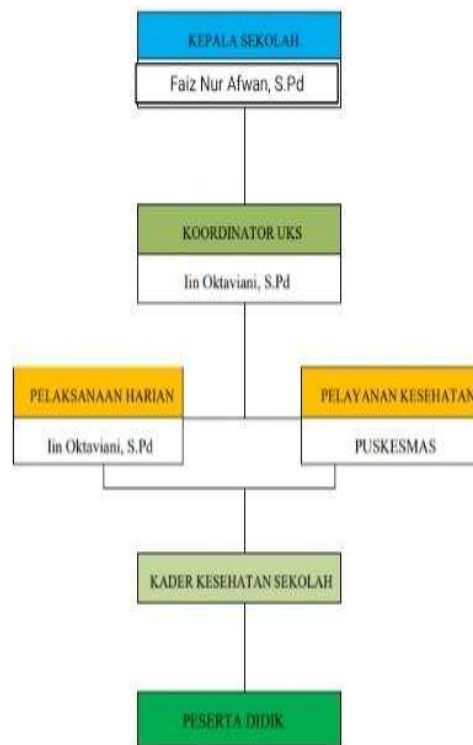 KEPALA SEKOLAH
Faiz Nur Afwan, S.Pd
KOORDINATOR UKS
Iin Oktaviani, S.Pd
PELAKSANAAN HARIAN
Iin Oktaviani, S.Pd
PELAYANAN KESEHATAN
PUSKESMAS
KADER KESEHATAN SEKOLAH
PESERTA DIDIK